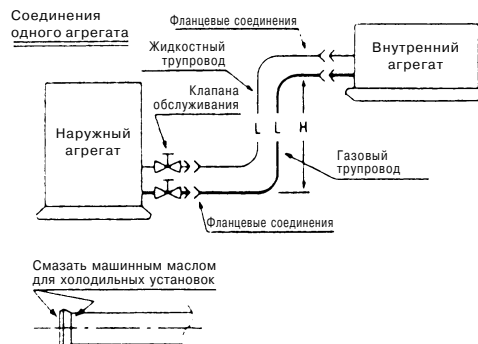 Соединения
одного агрегата
Фланцевые соединения
Жидкостный
трупровод
Клапана
обслуживания
Внутренний
агрегат
Наружный
агрегат
L L H
Газовый
трупровод
Фланцевые соединения
Смазать машинным маслом
для холодильных установок